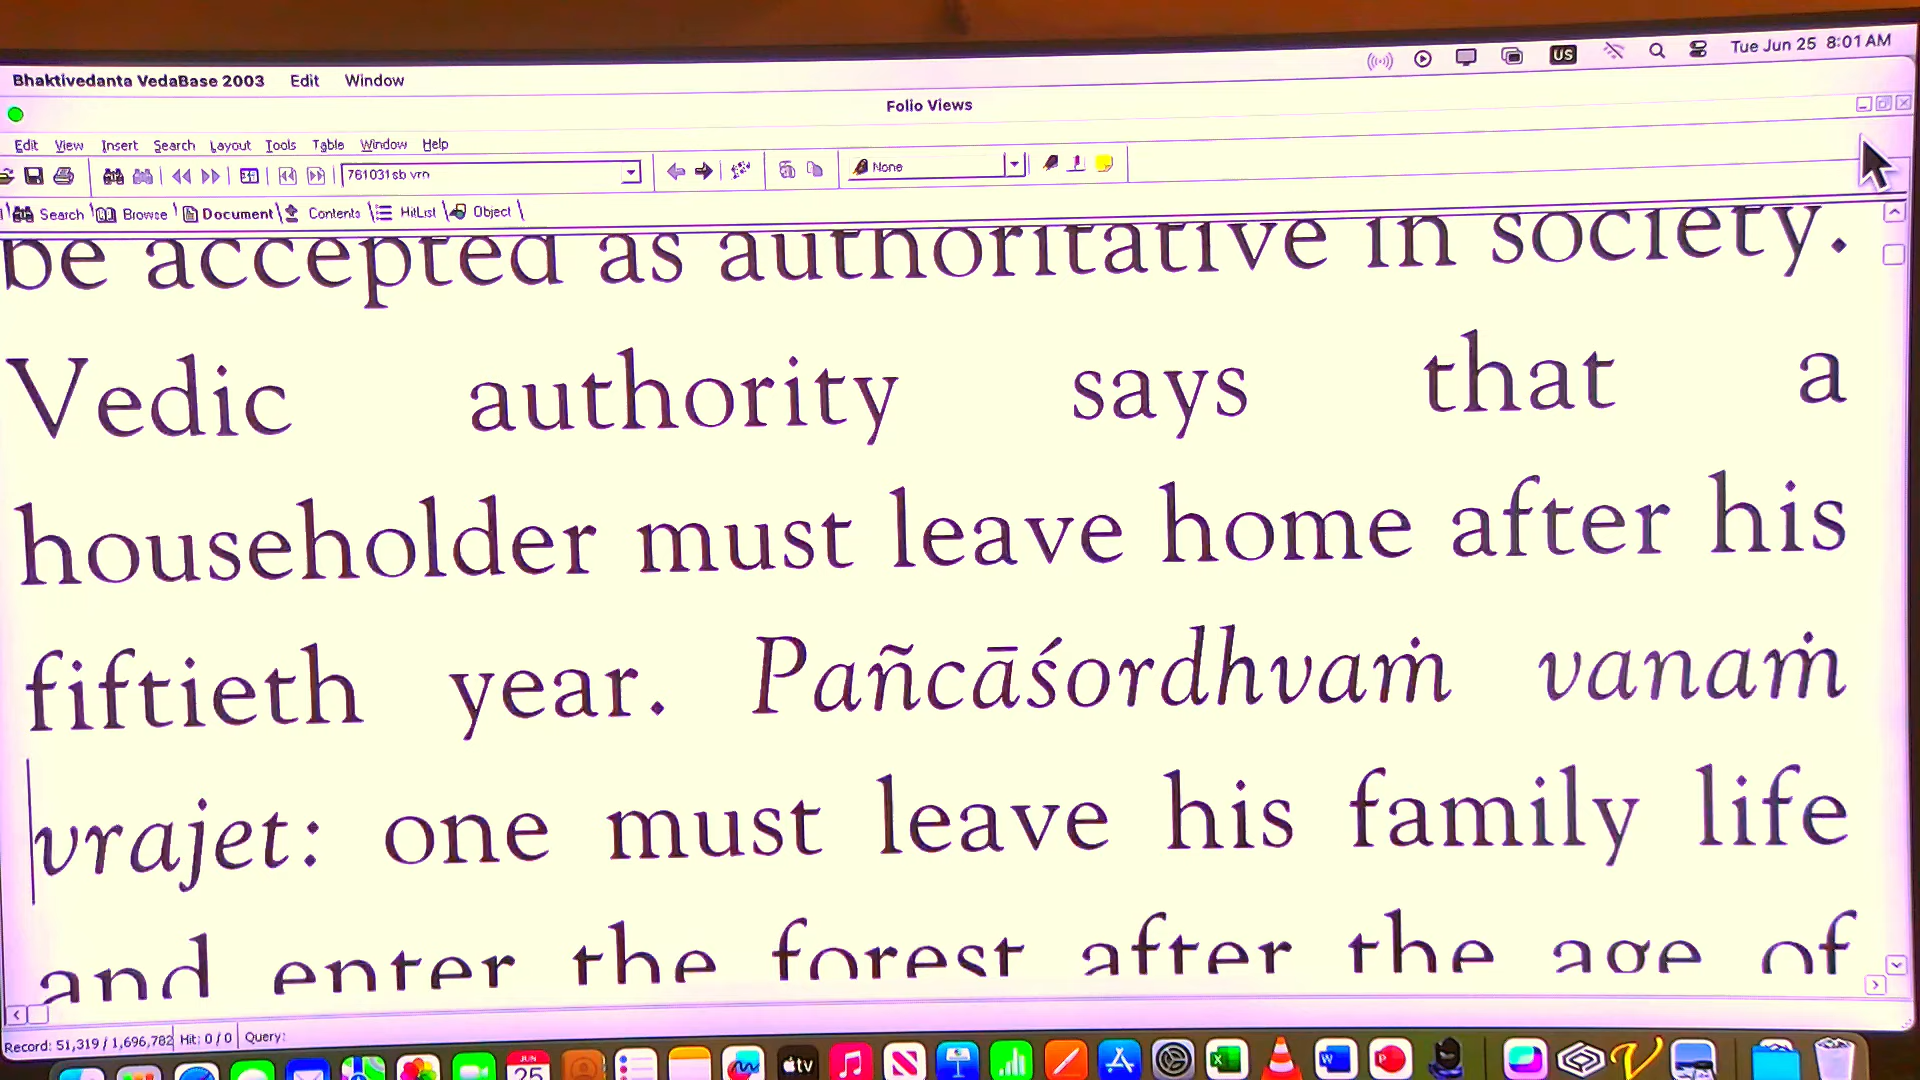 Bhaktivedanta VedaBase 2003 Edit Window US Tue Jun 25 8:01 AM
Folio Views
Edit View Insert Search Layout Tools Table Window Help
761031sb vrn None
Search Browse Document Contents HitList Object
be accepted as authoritative in society.
Vedic authority says that a
householder must leave home after his
fiftieth year. Pañcāśordhvaṁ vanaṁ
vrajet: one must leave his family life
and enter the forest after the age of
Record: 51,319 / 1,696,782 Hit: 0 / 0 Query:
JUN
25 tv